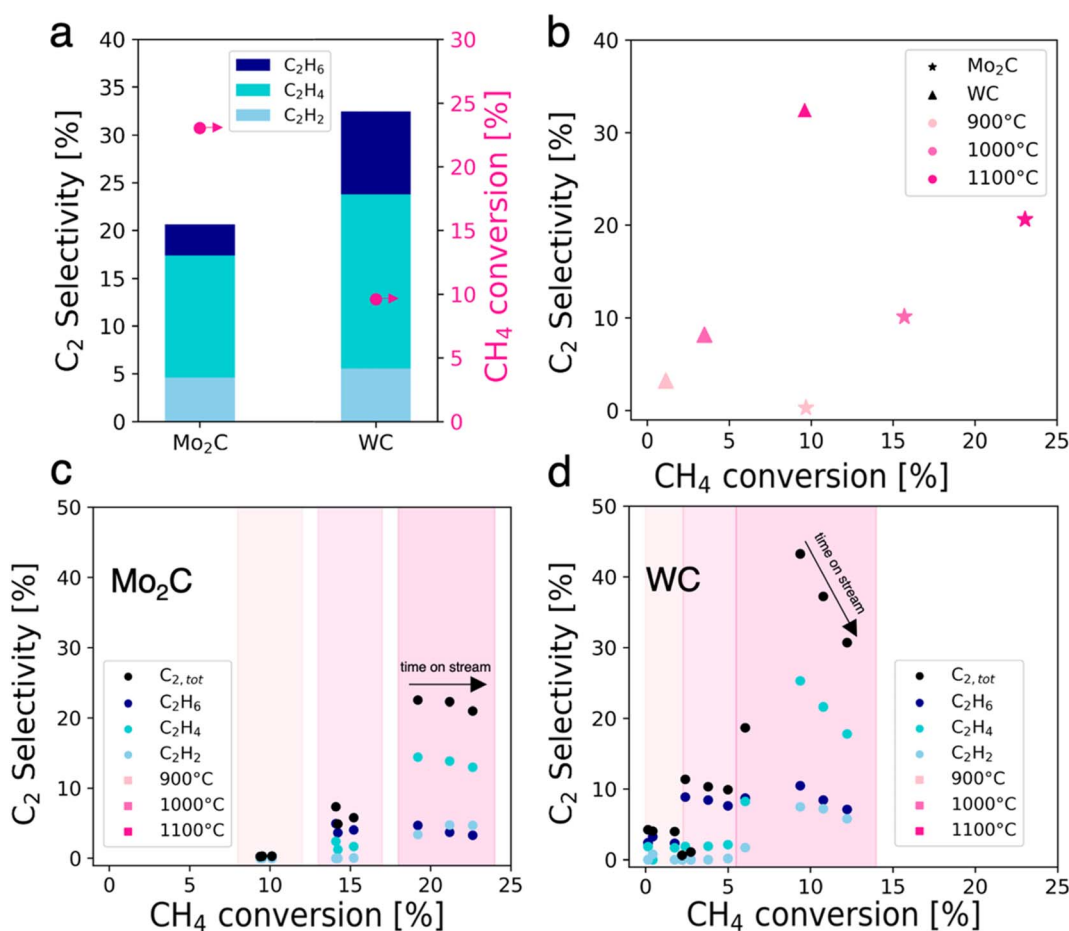 a
40
35
30
25
20
15
10
5
0
C₂ Selectivity [%]
C₂H₆
C₂H₄
C₂H₂
30
25
20
15
10
5
0
CH₄ conversion [%]
Mo₂C
WC
b
40
30
20
10
0
C₂ Selectivity [%]
Mo₂C
WC
900°C
1000°C
1100°C
0
5
10
15
20
25
CH₄ conversion [%]
c
50
40
30
20
10
0
C₂ Selectivity [%]
Mo₂C
time on stream
C₂,tot
C₂H₆
C₂H₄
C₂H₂
900°C
1000°C
1100°C
0
5
10
15
20
25
CH₄ conversion [%]
d
50
40
30
20
10
0
C₂ Selectivity [%]
WC
time on stream
C₂,tot
C₂H₆
C₂H₄
C₂H₂
900°C
1000°C
1100°C
0
5
10
15
20
25
CH₄ conversion [%]